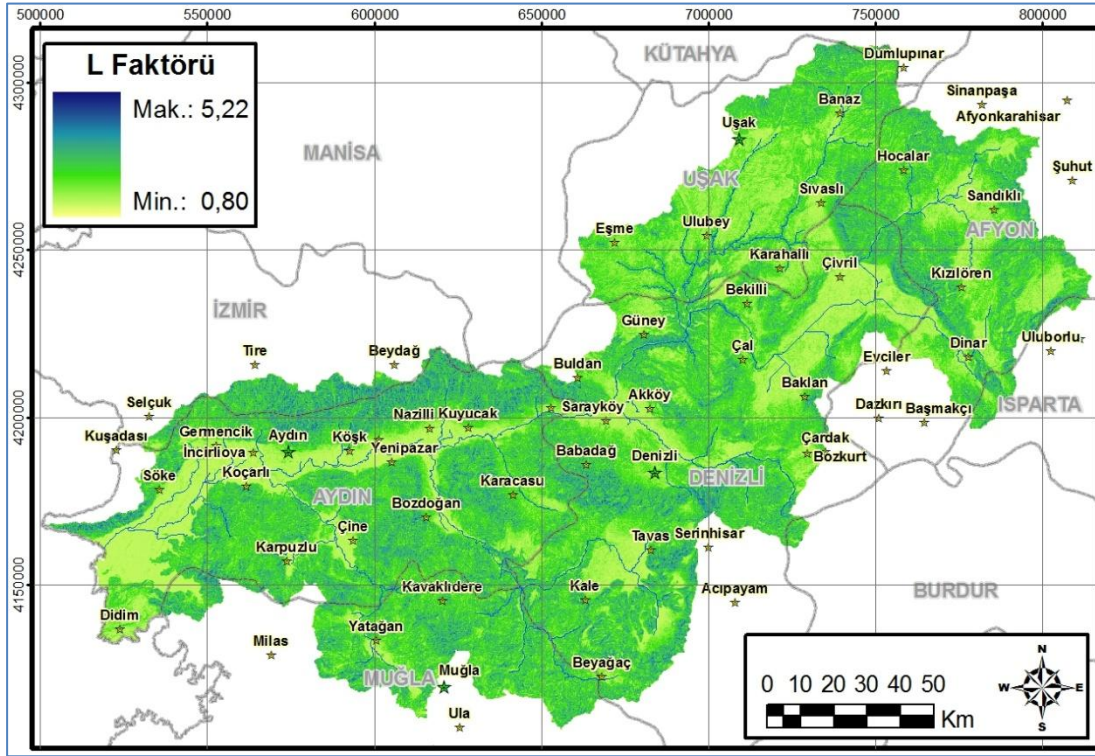 500000 550000 600000 650000 700000 750000 800000
L Faktörü
Mak.: 5,22
Min.: 0,80
4300000
4250000
4200000
4150000
KÜTAHYA
Dumlupınar
Sinanpaşa
Afyonkarahisar
Banaz
Uşak
MANİSA
Hocalar
Şuhut
UŞAK
Sıvaslı
Sandıklı
Ulubey
AFYON
Eşme
Karahallı
Çivril
Kızılören
Bekilli
İZMİR
Güney
Çal
Dinar
Uluborlu
Tire
Beydağ
Buldan
Evciler
Akköy
Baklan
Selçuk
Nazilli
Kuyucak
Sarayköy
Dazkırı
Başmakçı
ISPARTA
Kuşadası
Germencik
Aydın
Köşk
İncirliova
Yenipazar
Babadağ
Denizli
Çardak
Bozkurt
Söke
Koçarlı
AYDIN
Karacasu
DENİZLİ
Bozdoğan
Çine
Tavas
Serinhisar
Karpuzlu
Kavaklıdere
Kale
Acıpayam
BURDUR
Didim
Yatağan
Milas
MUĞLA
Muğla
Beyağaç
Ula
N
W E
S
0 10 20 30 40 50
Km